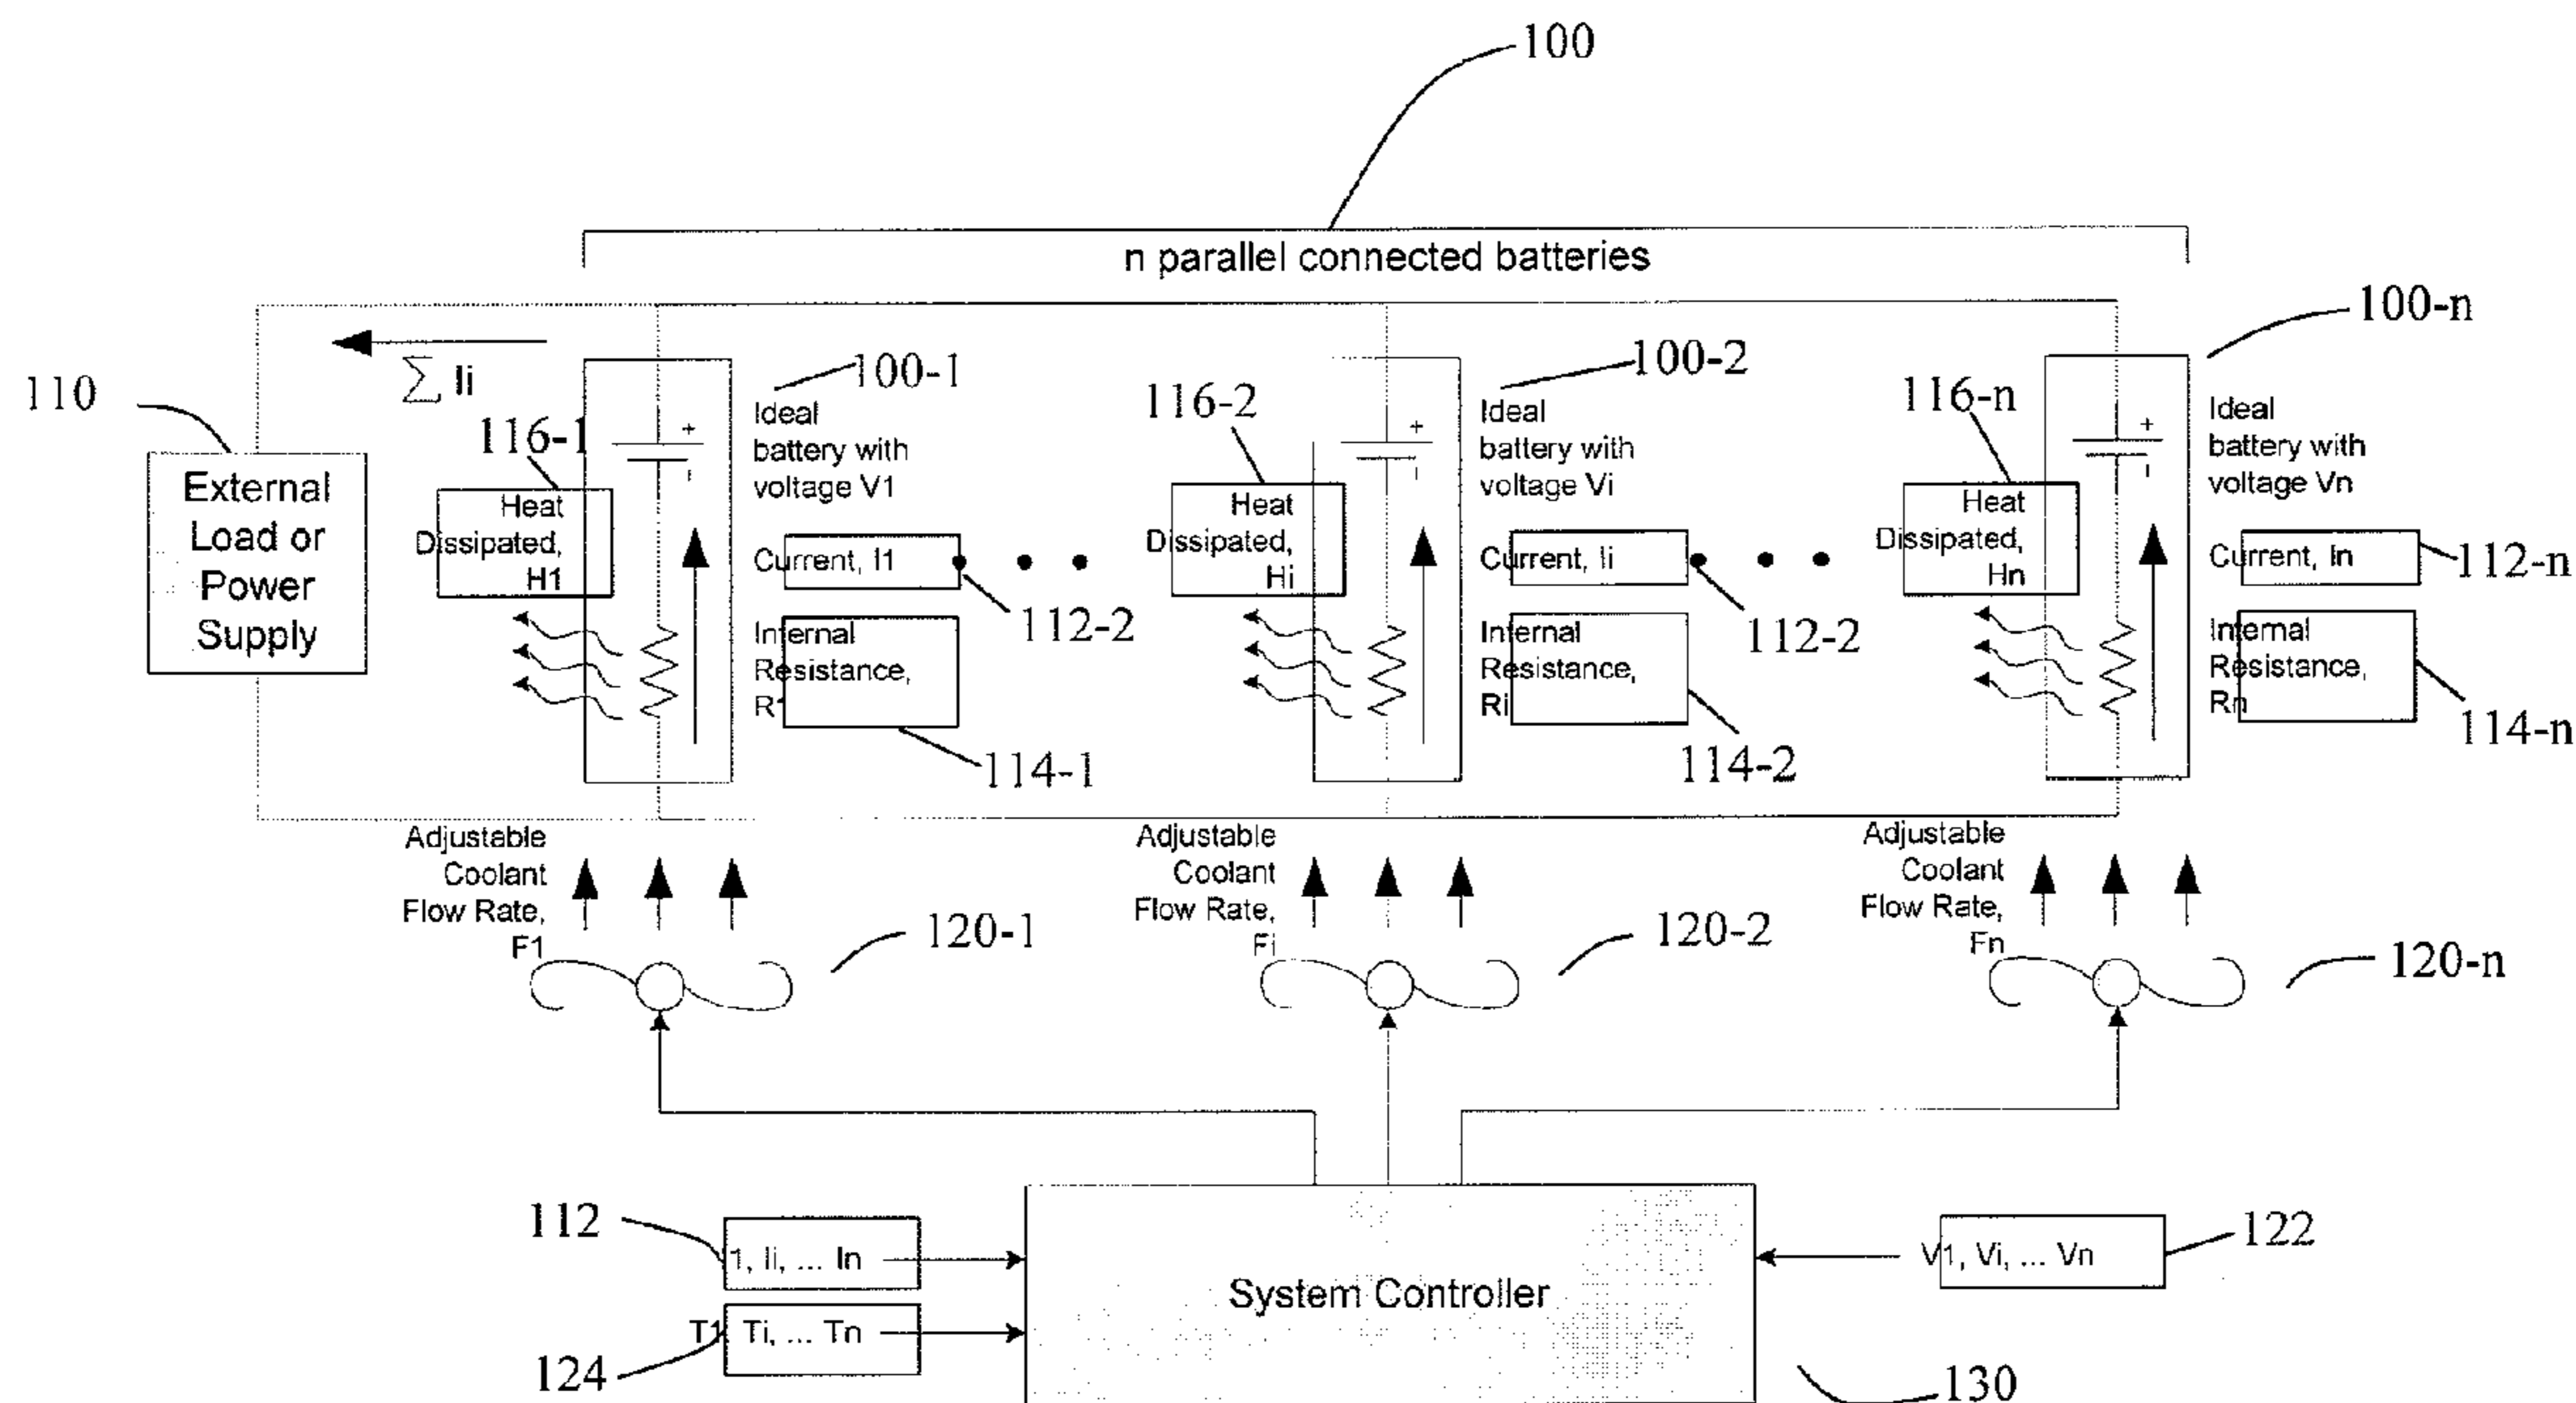 100
n parallel connected batteries
100-n
∑ Ii
110
External
Load or
Power
Supply
116-1
Heat
Dissipated,
H1
100-1
Ideal
battery with
voltage V1
Current, I1
112-2
Internal
Resistance,
R1
114-1
116-2
Heat
Dissipated,
Hi
100-2
Ideal
battery with
voltage Vi
Current, Ii
112-2
Internal
Resistance,
Ri
114-2
116-n
Heat
Dissipated,
Hn
Ideal
battery with
voltage Vn
Current, In
112-n
Internal
Resistance,
Rn
114-n
Adjustable
Coolant
Flow Rate,
F1
120-1
Adjustable
Coolant
Flow Rate,
Fi
120-2
Adjustable
Coolant
Flow Rate,
Fn
120-n
112
1, Ii, ... In
T1 Ti, ... Tn
124
System Controller
V1, Vi, ... Vn
122
130